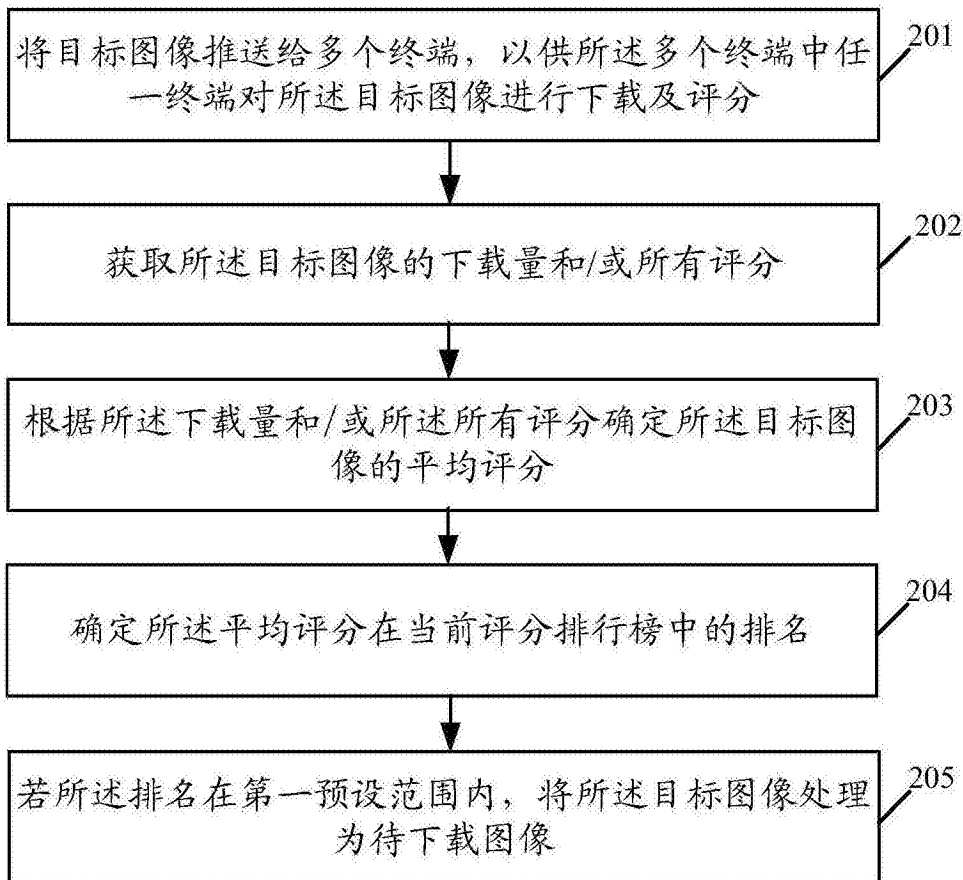 将目标图像推送给多个终端，以供所述多个终端中任
一终端对所述目标图像进行下载及评分
201
获取所述目标图像的下载量和/或所有评分
202
根据所述下载量和/或所述所有评分确定所述目标图
像的平均评分
203
确定所述平均评分在当前评分排行榜中的排名
204
若所述排名在第一预设范围内，将所述目标图像处理
为待下载图像
205